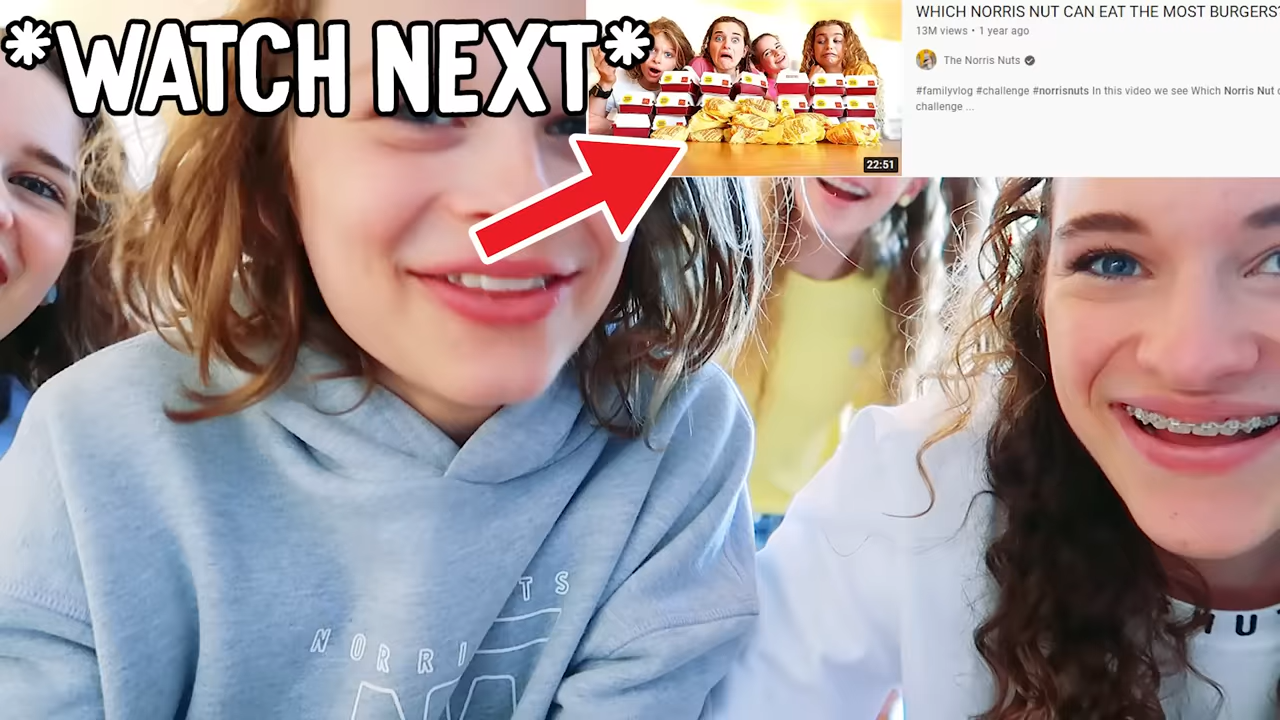 *WATCH NEXT*
WHICH NORRIS NUT CAN EAT THE MOST BURGERS
13M views • 1 year ago
The Norris Nuts
#familyvlog #challenge #norrisnuts In this video we see Which Norris Nut
challenge ...
22:51
TS
NORRI